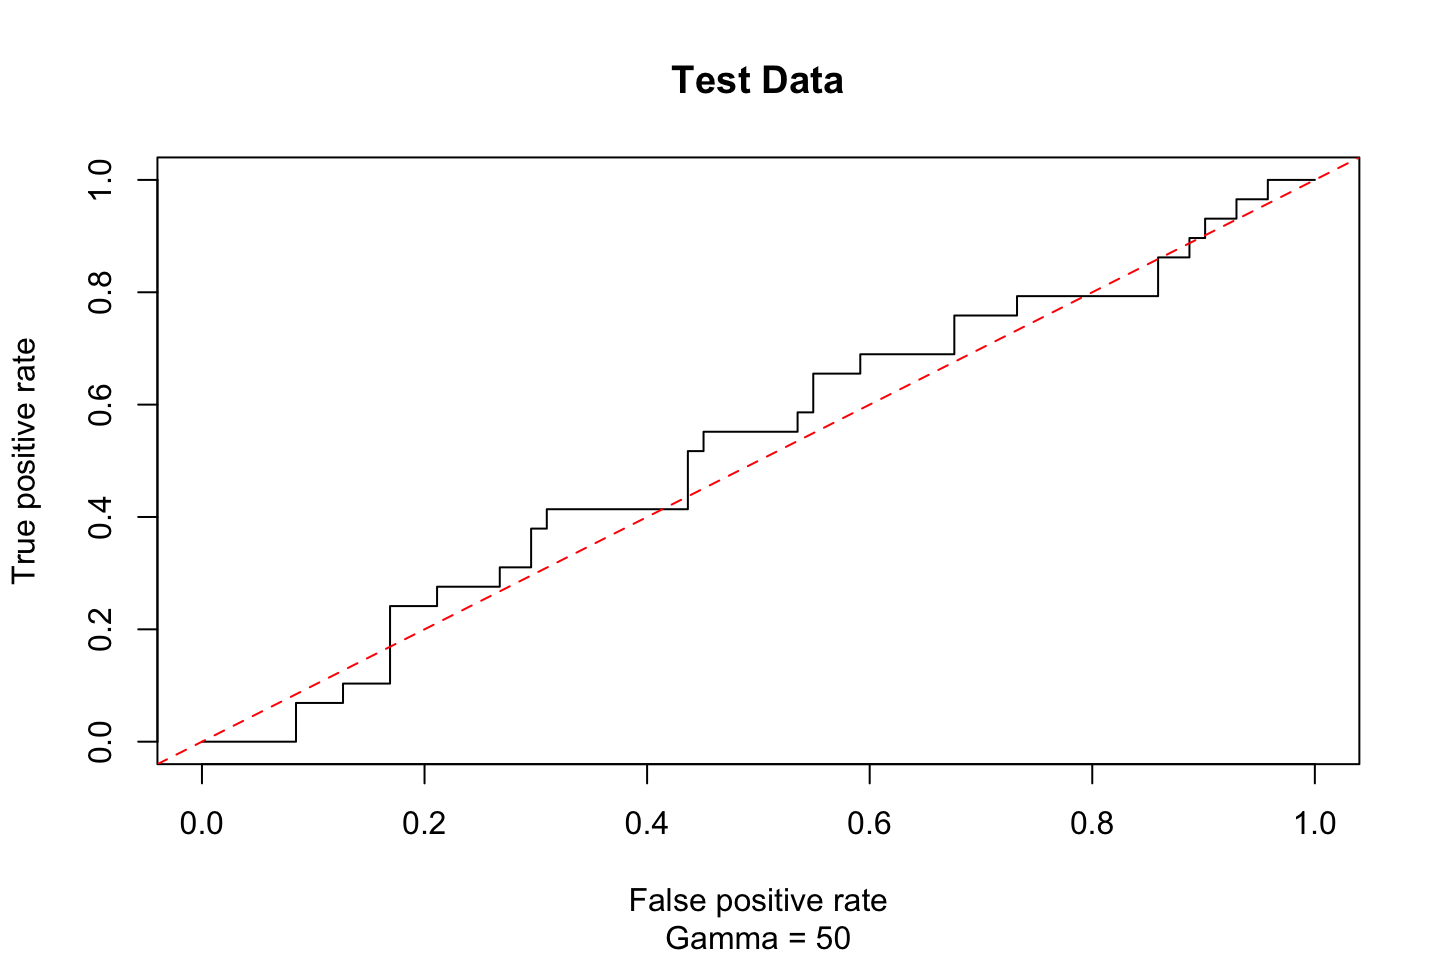 Test Data
True positive rate
1.0
0.8
0.6
0.4
0.2
0.0
0.0 0.2 0.4 0.6 0.8 1.0
False positive rate
Gamma = 50